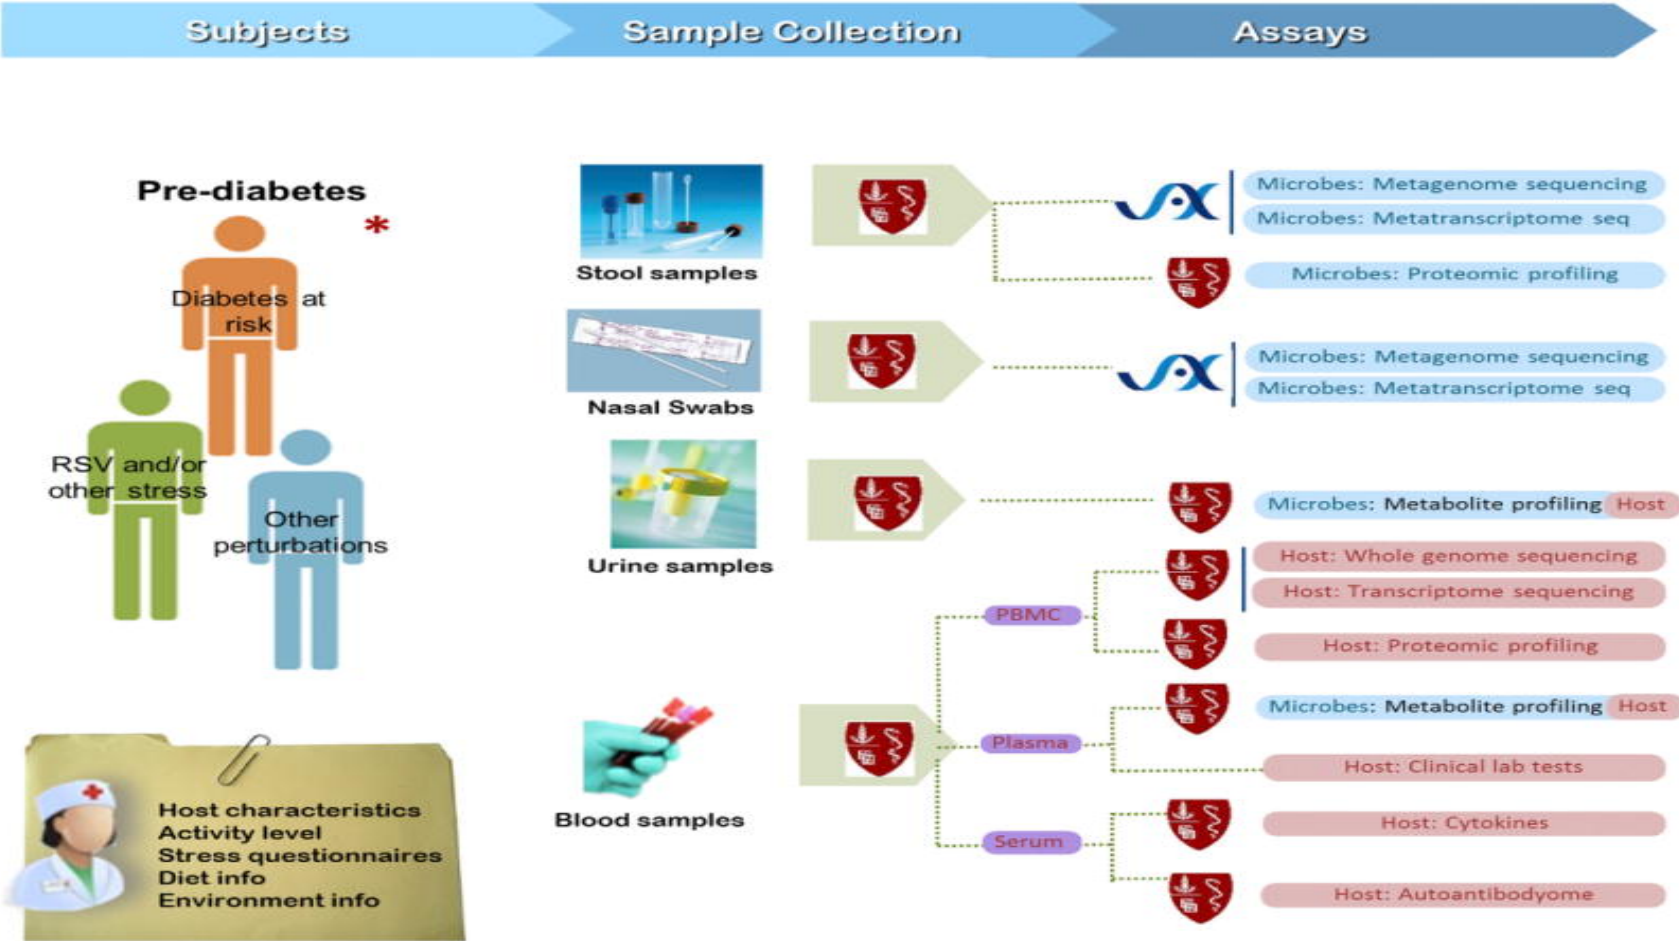 Subjects
Sample Collection
Assays
Pre-diabetes
*
Diabetes at
risk
RSV and/or
other stress
Other
perturbations
Host characteristics
Activity level
Stress questionnaires
Diet info
Environment info
Stool samples
Nasal Swabs
Urine samples
Blood samples
PBMC
Plasma
Serum
Microbes: Metagenome sequencing
Microbes: Metatranscriptome seq
Microbes: Proteomic profiling
Microbes: Metagenome sequencing
Microbes: Metatranscriptome seq
Microbes: Metabolite profiling Host
Host: Whole genome sequencing
Host: Transcriptome sequencing
Host: Proteomic profiling
Microbes: Metabolite profiling Host
Host: Clinical lab tests
Host: Cytokines
Host: Autoantibodyome